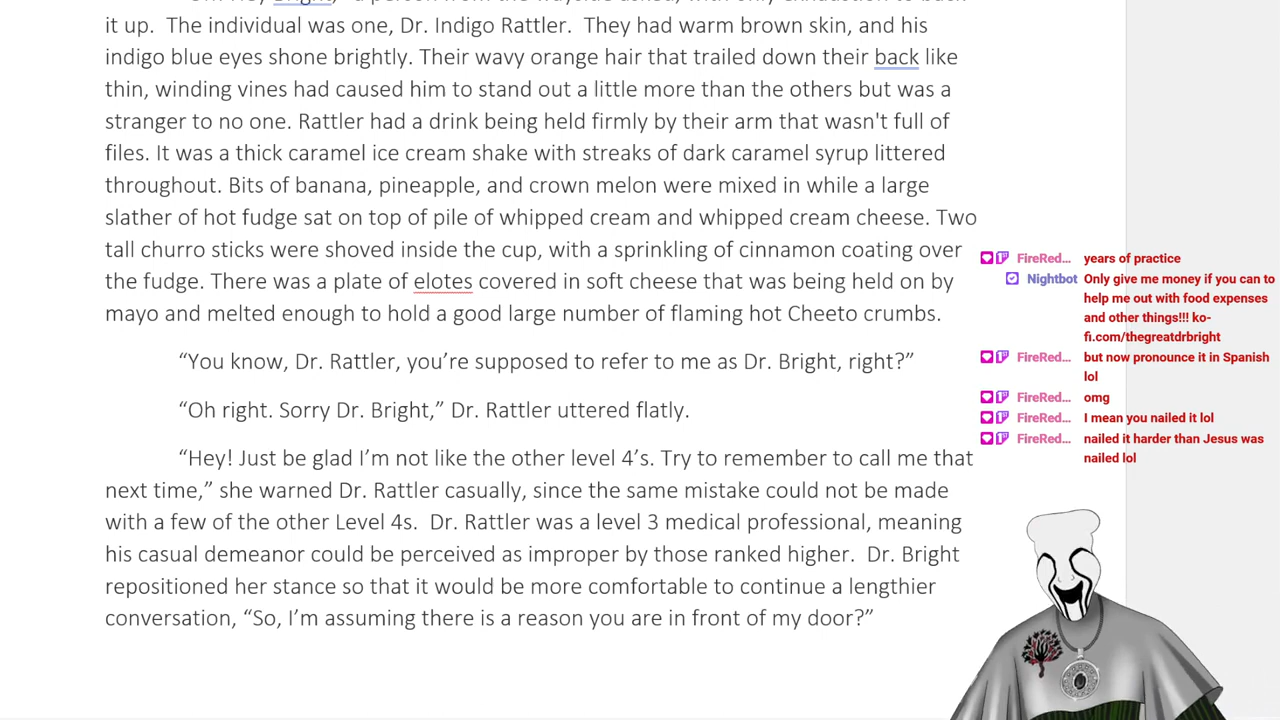 it up.  The individual was one, Dr. Indigo Rattler.  They had warm brown skin, and his
indigo blue eyes shone brightly. Their wavy orange hair that trailed down their back like
thin, winding vines had caused him to stand out a little more than the others but was a
stranger to no one. Rattler had a drink being held firmly by their arm that wasn't full of
files. It was a thick caramel ice cream shake with streaks of dark caramel syrup littered
throughout. Bits of banana, pineapple, and crown melon were mixed in while a large
slather of hot fudge sat on top of pile of whipped cream and whipped cream cheese. Two
tall churro sticks were shoved inside the cup, with a sprinkling of cinnamon coating over
the fudge. There was a plate of elotes covered in soft cheese that was being held on by
mayo and melted enough to hold a good large number of flaming hot Cheeto crumbs.
“You know, Dr. Rattler, you’re supposed to refer to me as Dr. Bright, right?”
“Oh right. Sorry Dr. Bright,” Dr. Rattler uttered flatly.
“Hey! Just be glad I’m not like the other level 4’s. Try to remember to call me that
next time,” she warned Dr. Rattler casually, since the same mistake could not be made
with a few of the other Level 4s.  Dr. Rattler was a level 3 medical professional, meaning
his casual demeanor could be perceived as improper by those ranked higher.  Dr. Bright
repositioned her stance so that it would be more comfortable to continue a lengthier
conversation, “So, I’m assuming there is a reason you are in front of my door?”
FireRed... years of practice
Nightbot Only give me money if you can to
help me out with food expenses
and other things!!! ko-
fi.com/thegreatdrbright
FireRed... but now pronounce it in Spanish
lol
FireRed... omg
FireRed... I mean you nailed it lol
FireRed... nailed it harder than Jesus was
nailed lol